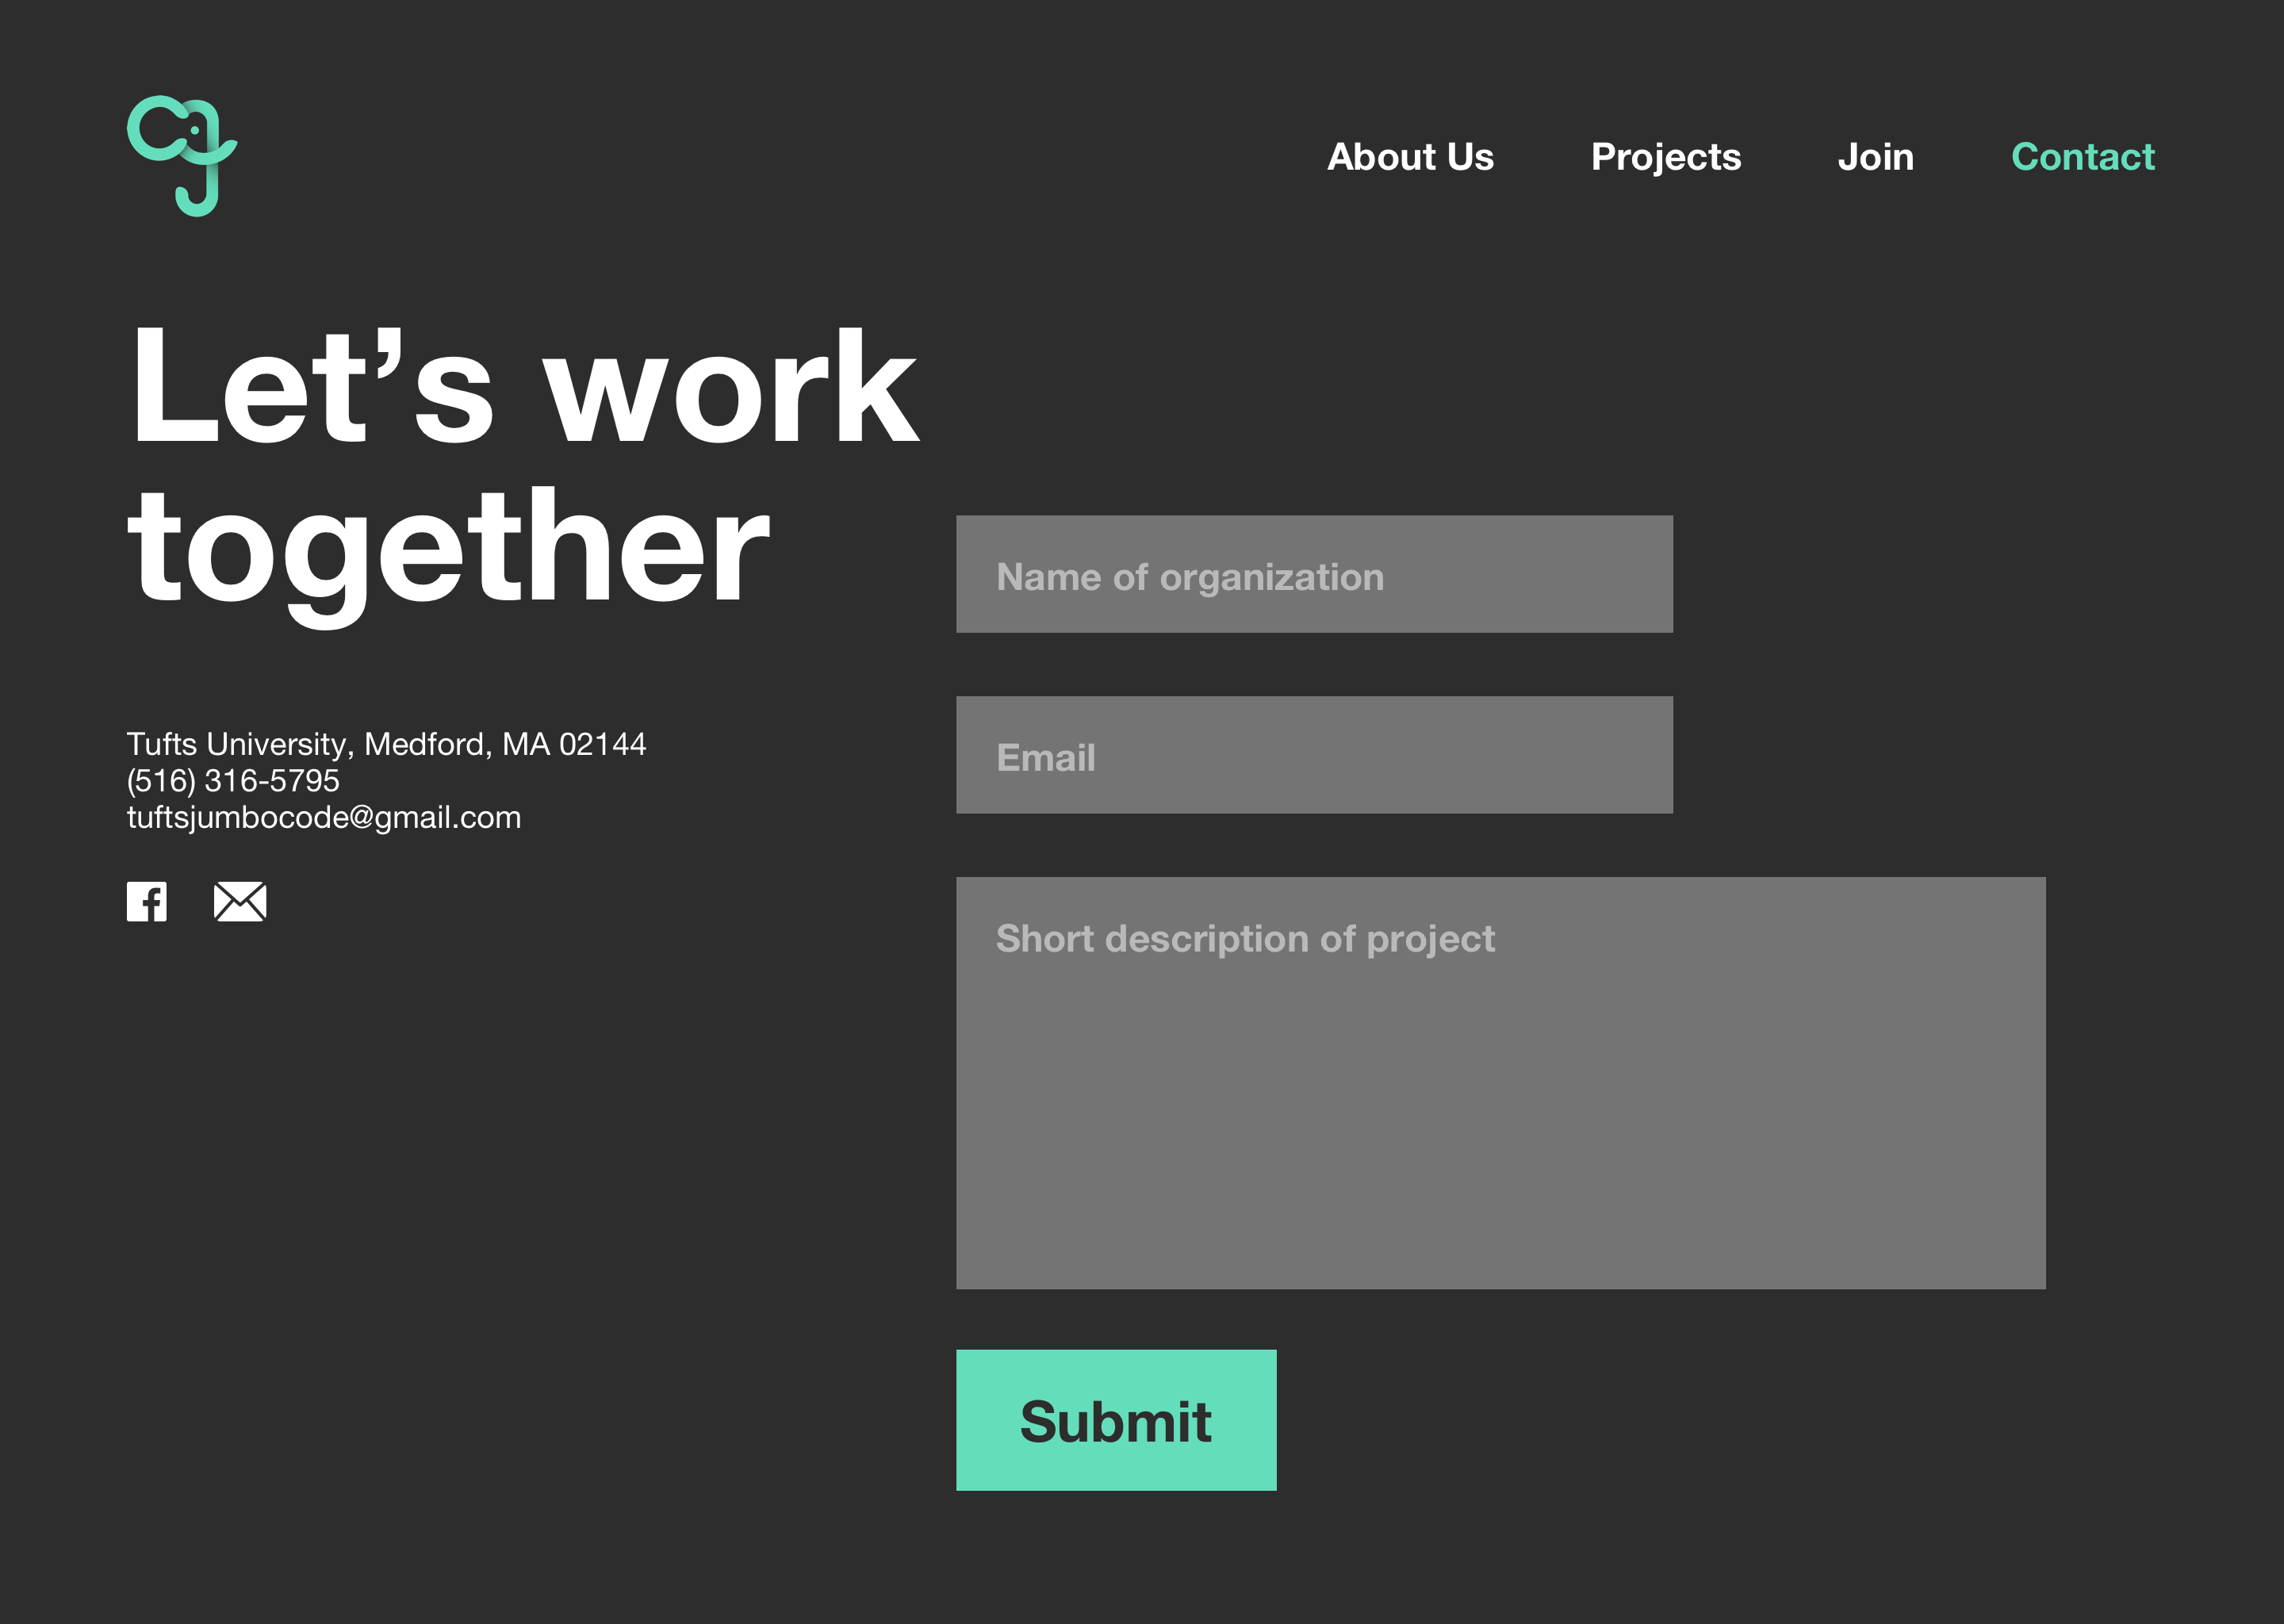 About Us Projects Join Contact
Let’s work
together
Tufts University, Medford, MA 02144
(516) 316-5795
tuftsjumbocode@gmail.com
Name of organization
Email
Short description of project
Submit